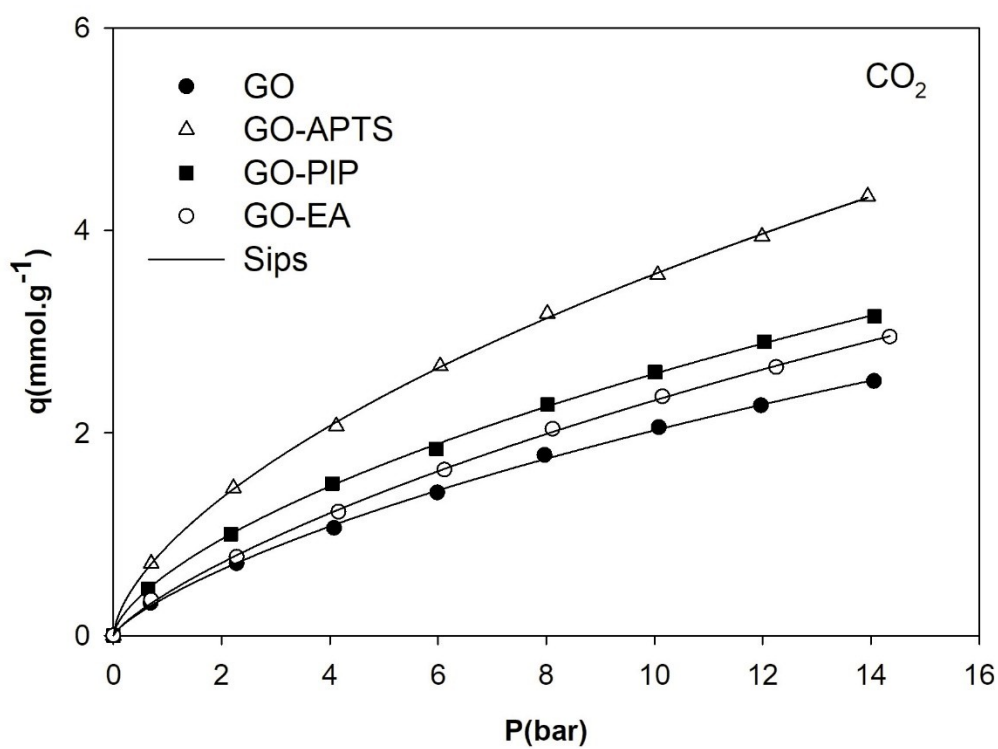 6
CO₂
GO
GO-APTS
GO-PIP
GO-EA
Sips
4
2
0
q(mmol.g⁻¹)
0 2 4 6 8 10 12 14 16
P(bar)